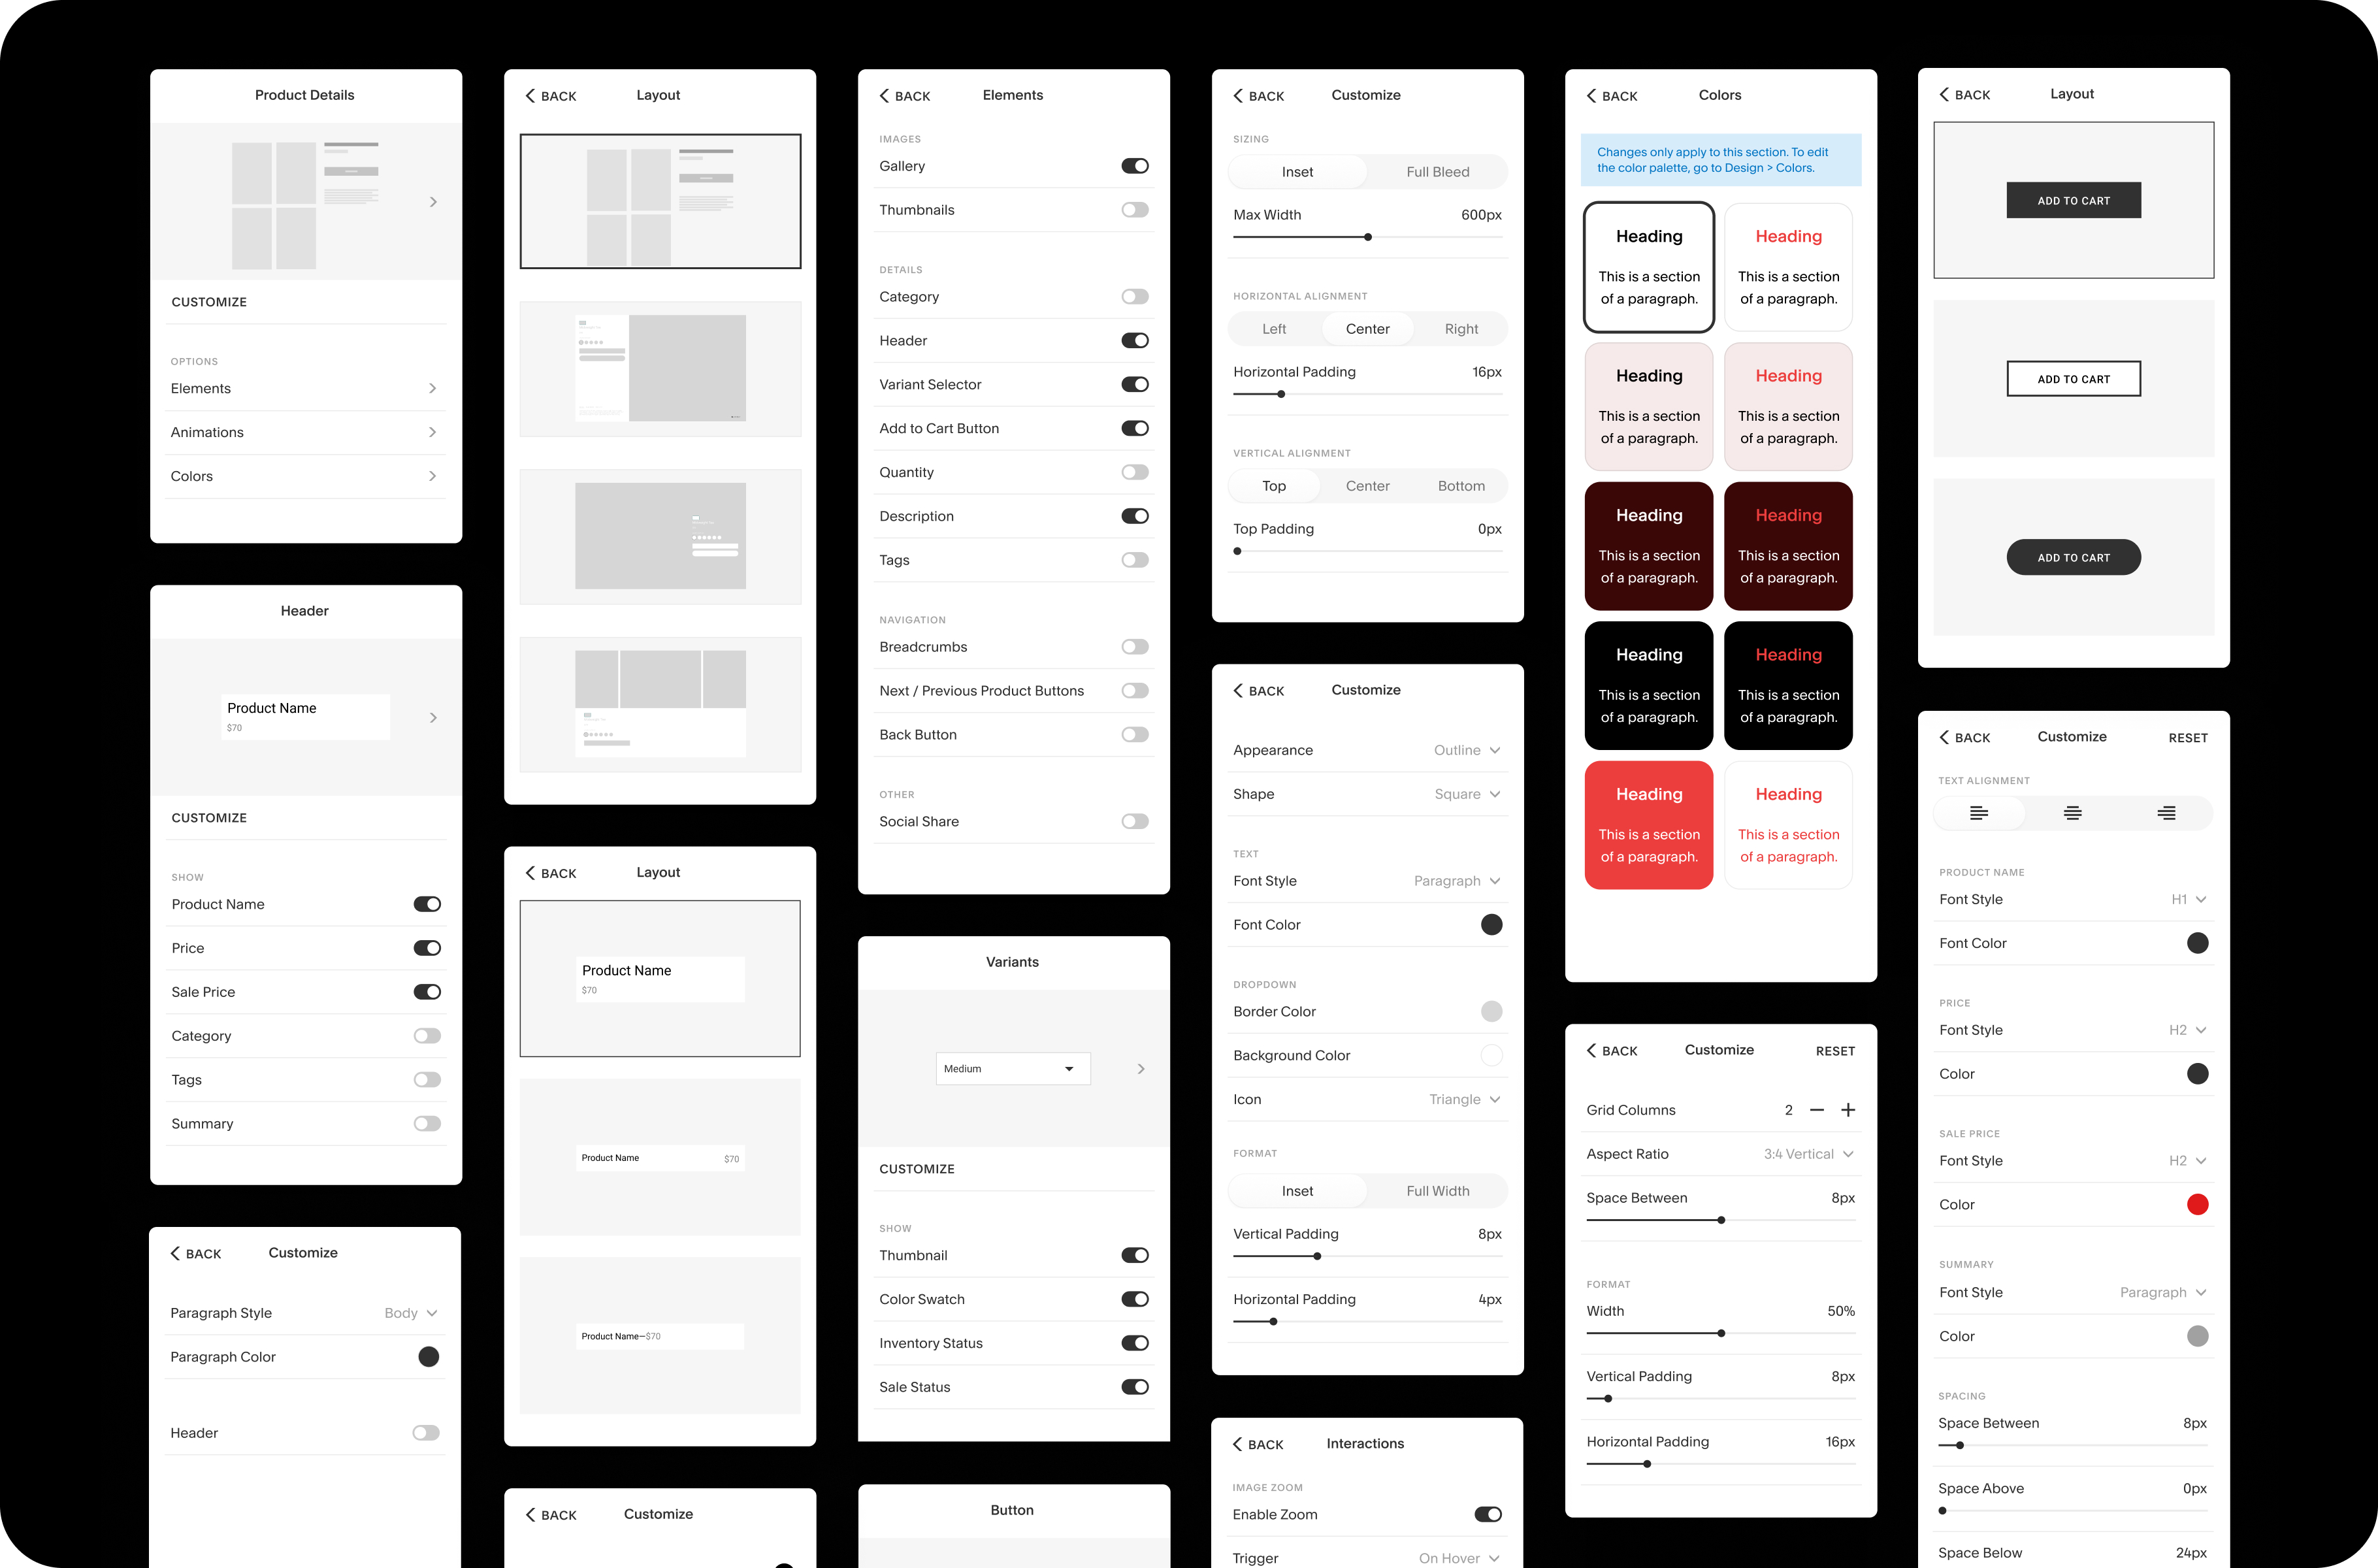 Product Details
CUSTOMIZE
OPTIONS
Elements
Animations
Colors
Header
Product Name
$70
CUSTOMIZE
SHOW
Product Name
Price
Sale Price
Category
Tags
Summary
BACK
Customize
Paragraph Style
Body
Paragraph Color
Header
BACK
Layout
BACK
Layout
Product Name
$70
Product Name
$70
Product Name—$70
BACK
Customize
BACK
Elements
IMAGES
Gallery
Thumbnails
DETAILS
Category
Header
Variant Selector
Add to Cart Button
Quantity
Description
Tags
NAVIGATION
Breadcrumbs
Next / Previous Product Buttons
Back Button
OTHER
Social Share
Variants
Medium
CUSTOMIZE
SHOW
Thumbnail
Color Swatch
Inventory Status
Sale Status
Button
BACK
Customize
SIZING
Inset
Full Bleed
Max Width
600px
HORIZONTAL ALIGNMENT
Left
Center
Right
Horizontal Padding
16px
VERTICAL ALIGNMENT
Top
Center
Bottom
Top Padding
0px
BACK
Customize
Appearance
Outline
Shape
Square
TEXT
Font Style
Paragraph
Font Color
DROPDOWN
Border Color
Background Color
Icon
Triangle
FORMAT
Inset
Full Width
Vertical Padding
8px
Horizontal Padding
4px
BACK
Interactions
IMAGE ZOOM
Enable Zoom
Trigger
On Hover
BACK
Colors
Changes only apply to this section. To edit
the color palette, go to Design > Colors.
Heading
This is a section
of a paragraph.
Heading
This is a section
of a paragraph.
Heading
This is a section
of a paragraph.
Heading
This is a section
of a paragraph.
Heading
This is a section
of a paragraph.
Heading
This is a section
of a paragraph.
Heading
This is a section
of a paragraph.
Heading
This is a section
of a paragraph.
Heading
This is a section
of a paragraph.
Heading
This is a section
of a paragraph.
BACK
Customize
RESET
Grid Columns
2
Aspect Ratio
3:4 Vertical
Space Between
8px
FORMAT
Width
50%
Vertical Padding
8px
Horizontal Padding
16px
BACK
Layout
ADD TO CART
ADD TO CART
ADD TO CART
BACK
Customize
RESET
TEXT ALIGNMENT
PRODUCT NAME
Font Style
H1
Font Color
PRICE
Font Style
H2
Color
SALE PRICE
Font Style
H2
Color
SUMMARY
Font Style
Paragraph
Color
SPACING
Space Between
8px
Space Above
0px
Space Below
24px